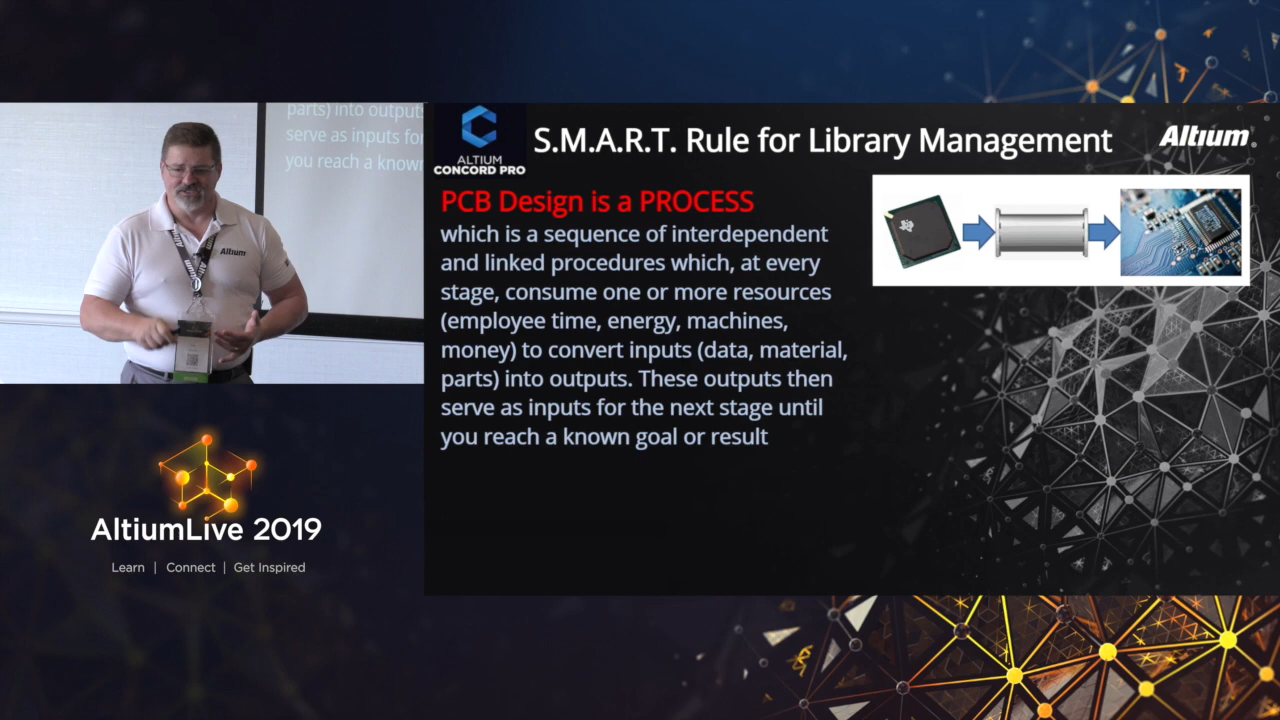 parts) into outputs
serve as inputs for
you reach a known
Altium
ALTIUM
CONCORD PRO
S.M.A.R.T. Rule for Library Management
Altium
PCB Design is a PROCESS
which is a sequence of interdependent
and linked procedures which, at every
stage, consume one or more resources
(employee time, energy, machines,
money) to convert inputs (data, material,
parts) into outputs. These outputs then
serve as inputs for the next stage until
you reach a known goal or result
AltiumLive 2019
Learn | Connect | Get Inspired